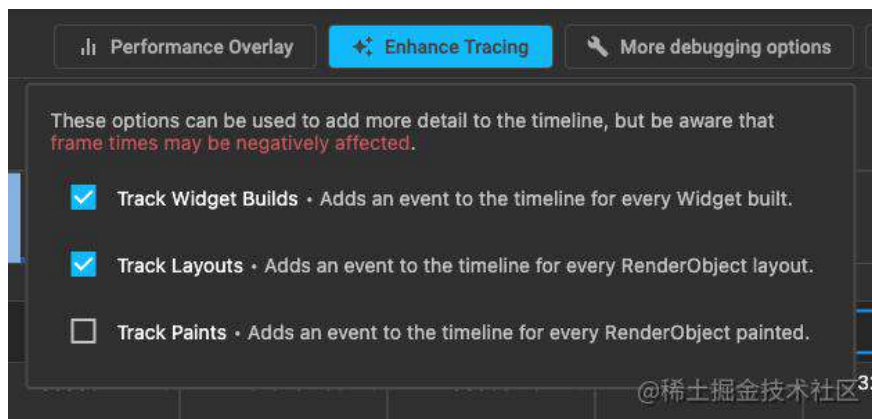 Performance Overlay
Enhance Tracing
More debugging options
These options can be used to add more detail to the timeline, but be aware that
frame times may be negatively affected.
Track Widget Builds • Adds an event to the timeline for every Widget built.
Track Layouts • Adds an event to the timeline for every RenderObject layout.
Track Paints • Adds an event to the timeline for every RenderObject painted.
@稀土掘金技术社区